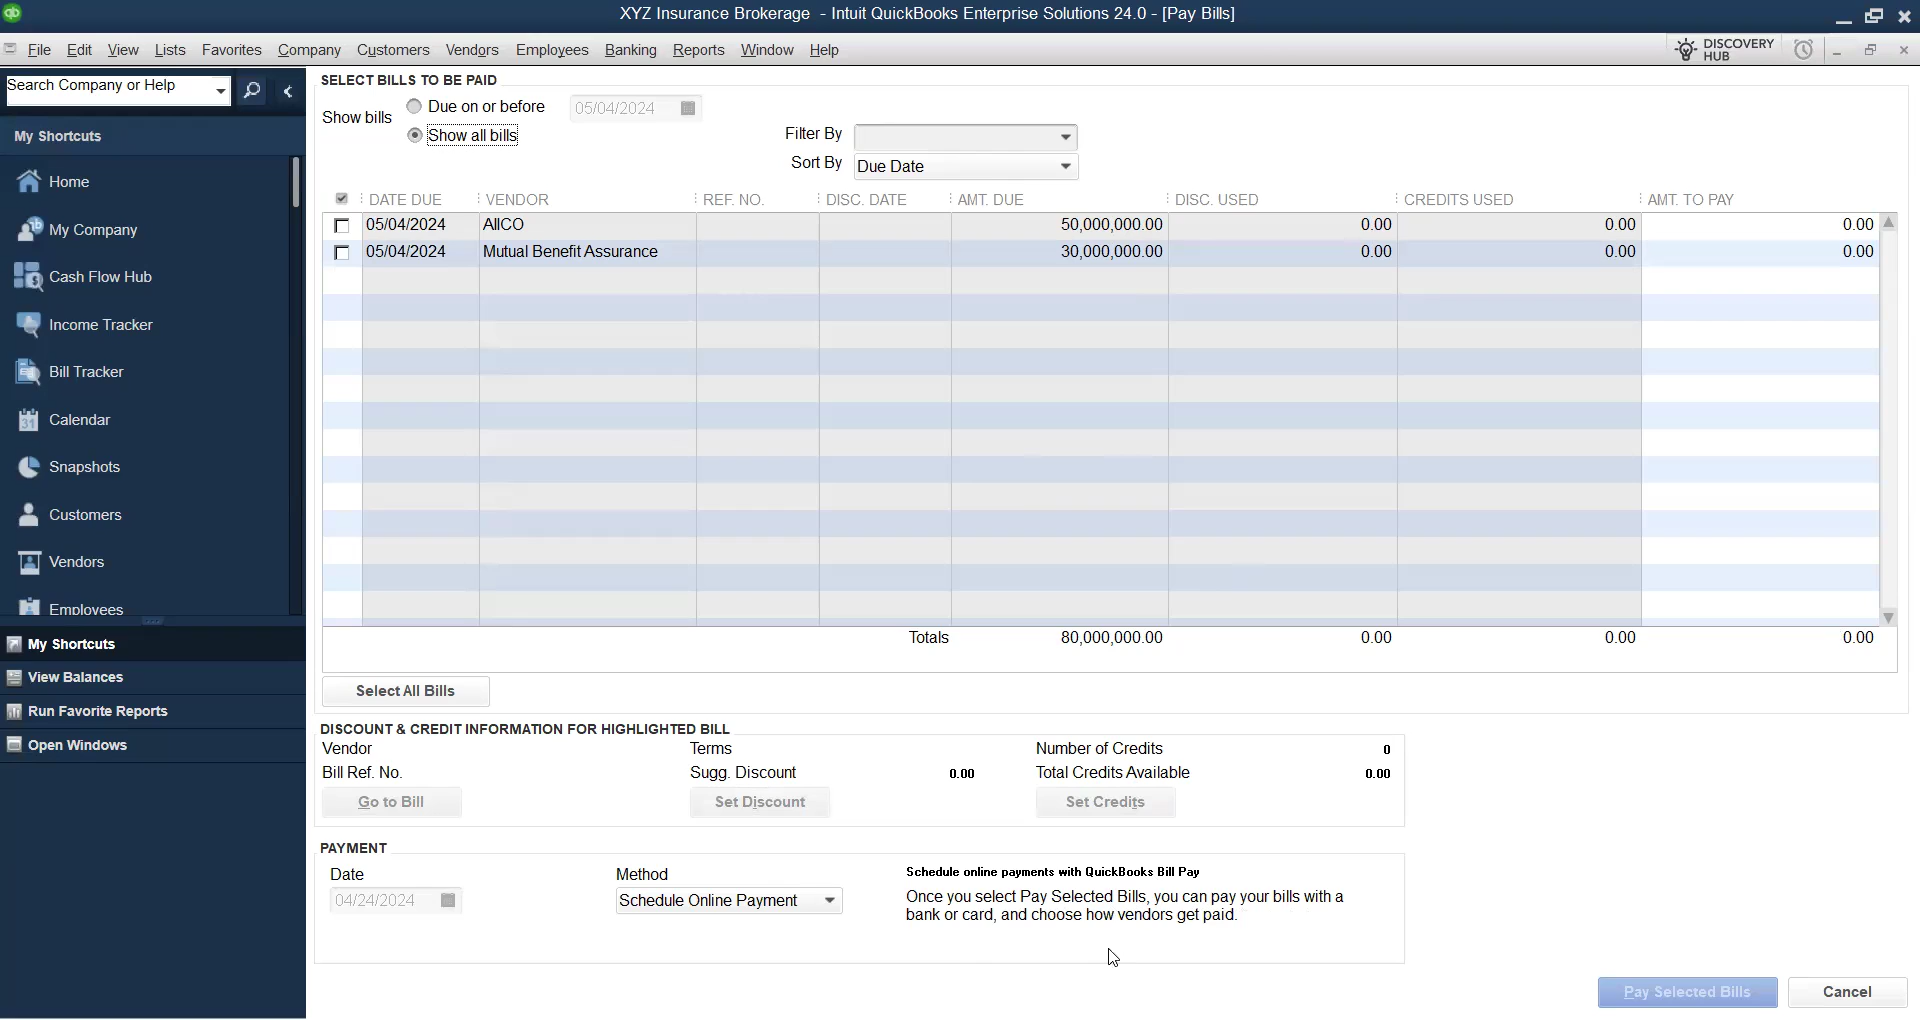 XYZ Insurance Brokerage - Intuit QuickBooks Enterprise Solutions 24.0 - [Pay Bills]
File Edit View Lists Favorites Company Customers Vendors Employees Banking Reports Window Help
DISCOVERY
HUB
Search Company or Help
My Shortcuts
Home
My Company
Cash Flow Hub
Income Tracker
Bill Tracker
Calendar
Snapshots
Customers
Vendors
Employees
My Shortcuts
View Balances
Run Favorite Reports
Open Windows
SELECT BILLS TO BE PAID
Show bills
Due on or before 05/04/2024
Show all bills
Filter By
Sort By Due Date
DATE DUE VENDOR REF. NO. DISC. DATE AMT. DUE DISC. USED CREDITS USED AMT. TO PAY
05/04/2024 AIICO 50,000,000.00 0.00 0.00 0.00
05/04/2024 Mutual Benefit Assurance 30,000,000.00 0.00 0.00 0.00
Totals 80,000,000.00 0.00 0.00 0.00
Select All Bills
DISCOUNT & CREDIT INFORMATION FOR HIGHLIGHTED BILL
Vendor Terms Number of Credits 0
Bill Ref. No. Sugg. Discount 0.00 Total Credits Available 0.00
Go to Bill Set Discount Set Credits
PAYMENT
Date Method
04/24/2024 Schedule Online Payment
Schedule online payments with QuickBooks Bill Pay
Once you select Pay Selected Bills, you can pay your bills with a
bank or card, and choose how vendors get paid.
Pay Selected Bills Cancel